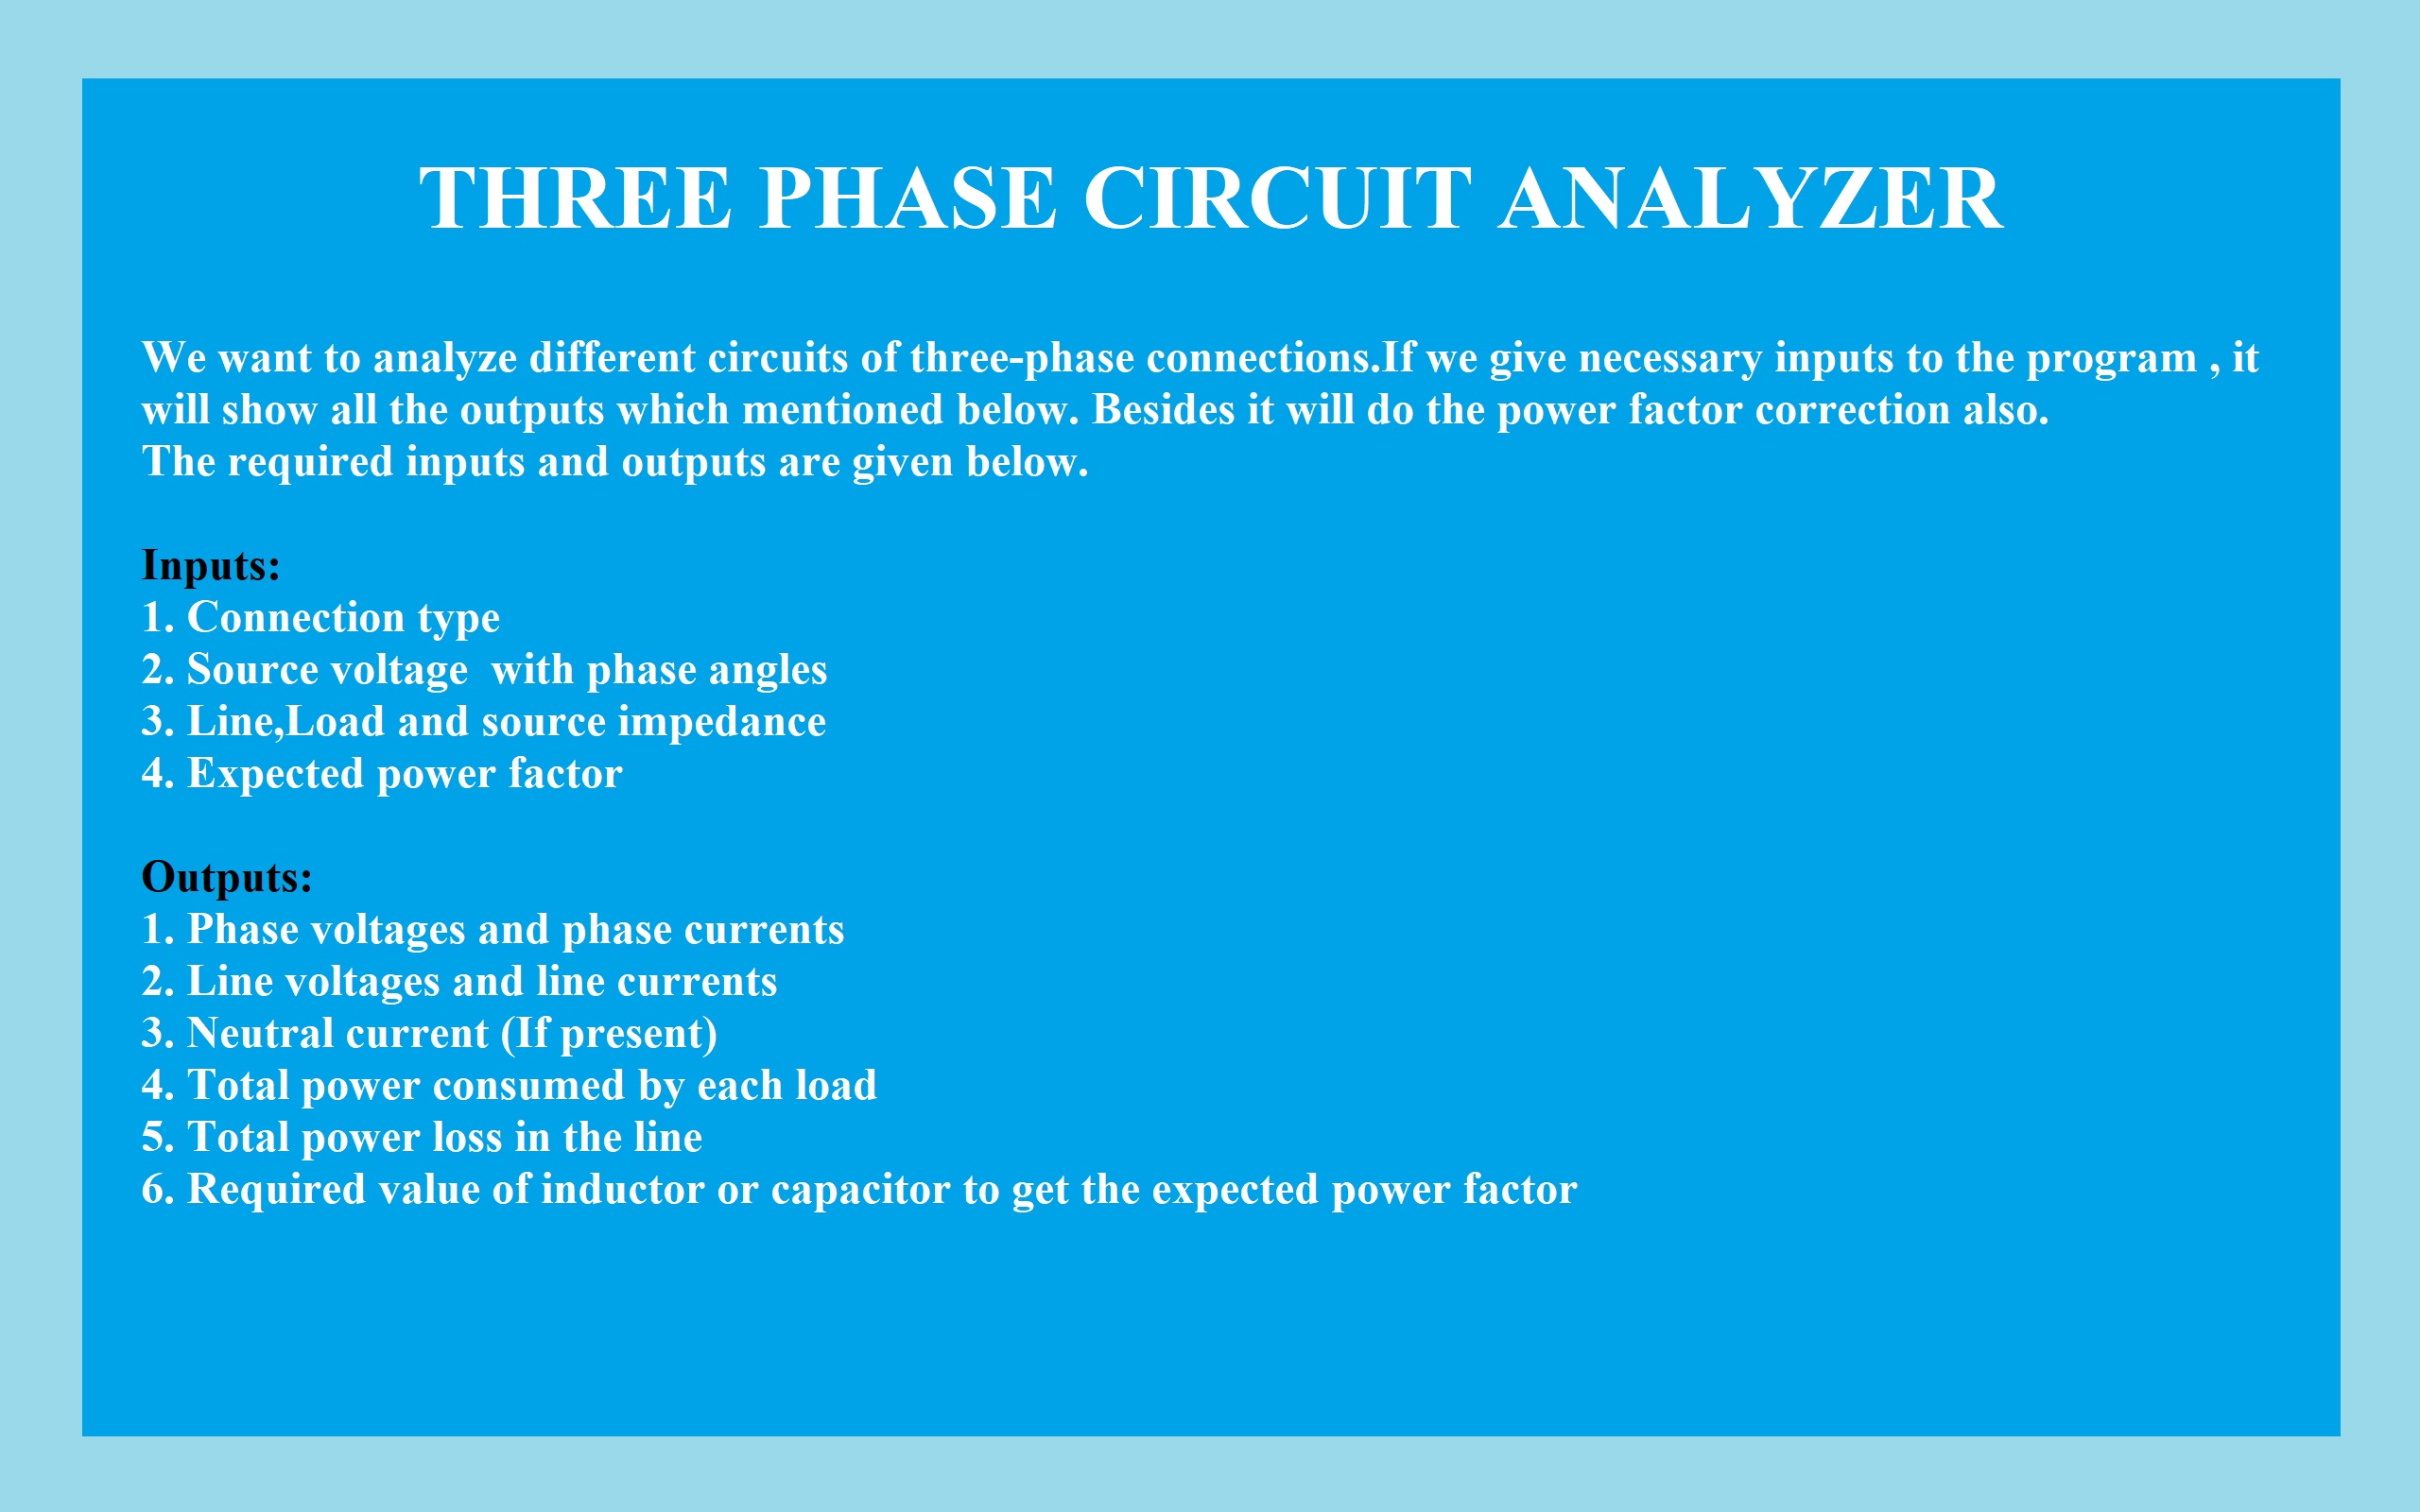 THREE PHASE CIRCUIT ANALYZER
We want to analyze different circuits of three-phase connections.If we give necessary inputs to the program , it
will show all the outputs which mentioned below. Besides it will do the power factor correction also.
The required inputs and outputs are given below.
Inputs:
1. Connection type
2. Source voltage  with phase angles
3. Line,Load and source impedance
4. Expected power factor
Outputs:
1. Phase voltages and phase currents
2. Line voltages and line currents
3. Neutral current (If present)
4. Total power consumed by each load
5. Total power loss in the line
6. Required value of inductor or capacitor to get the expected power factor